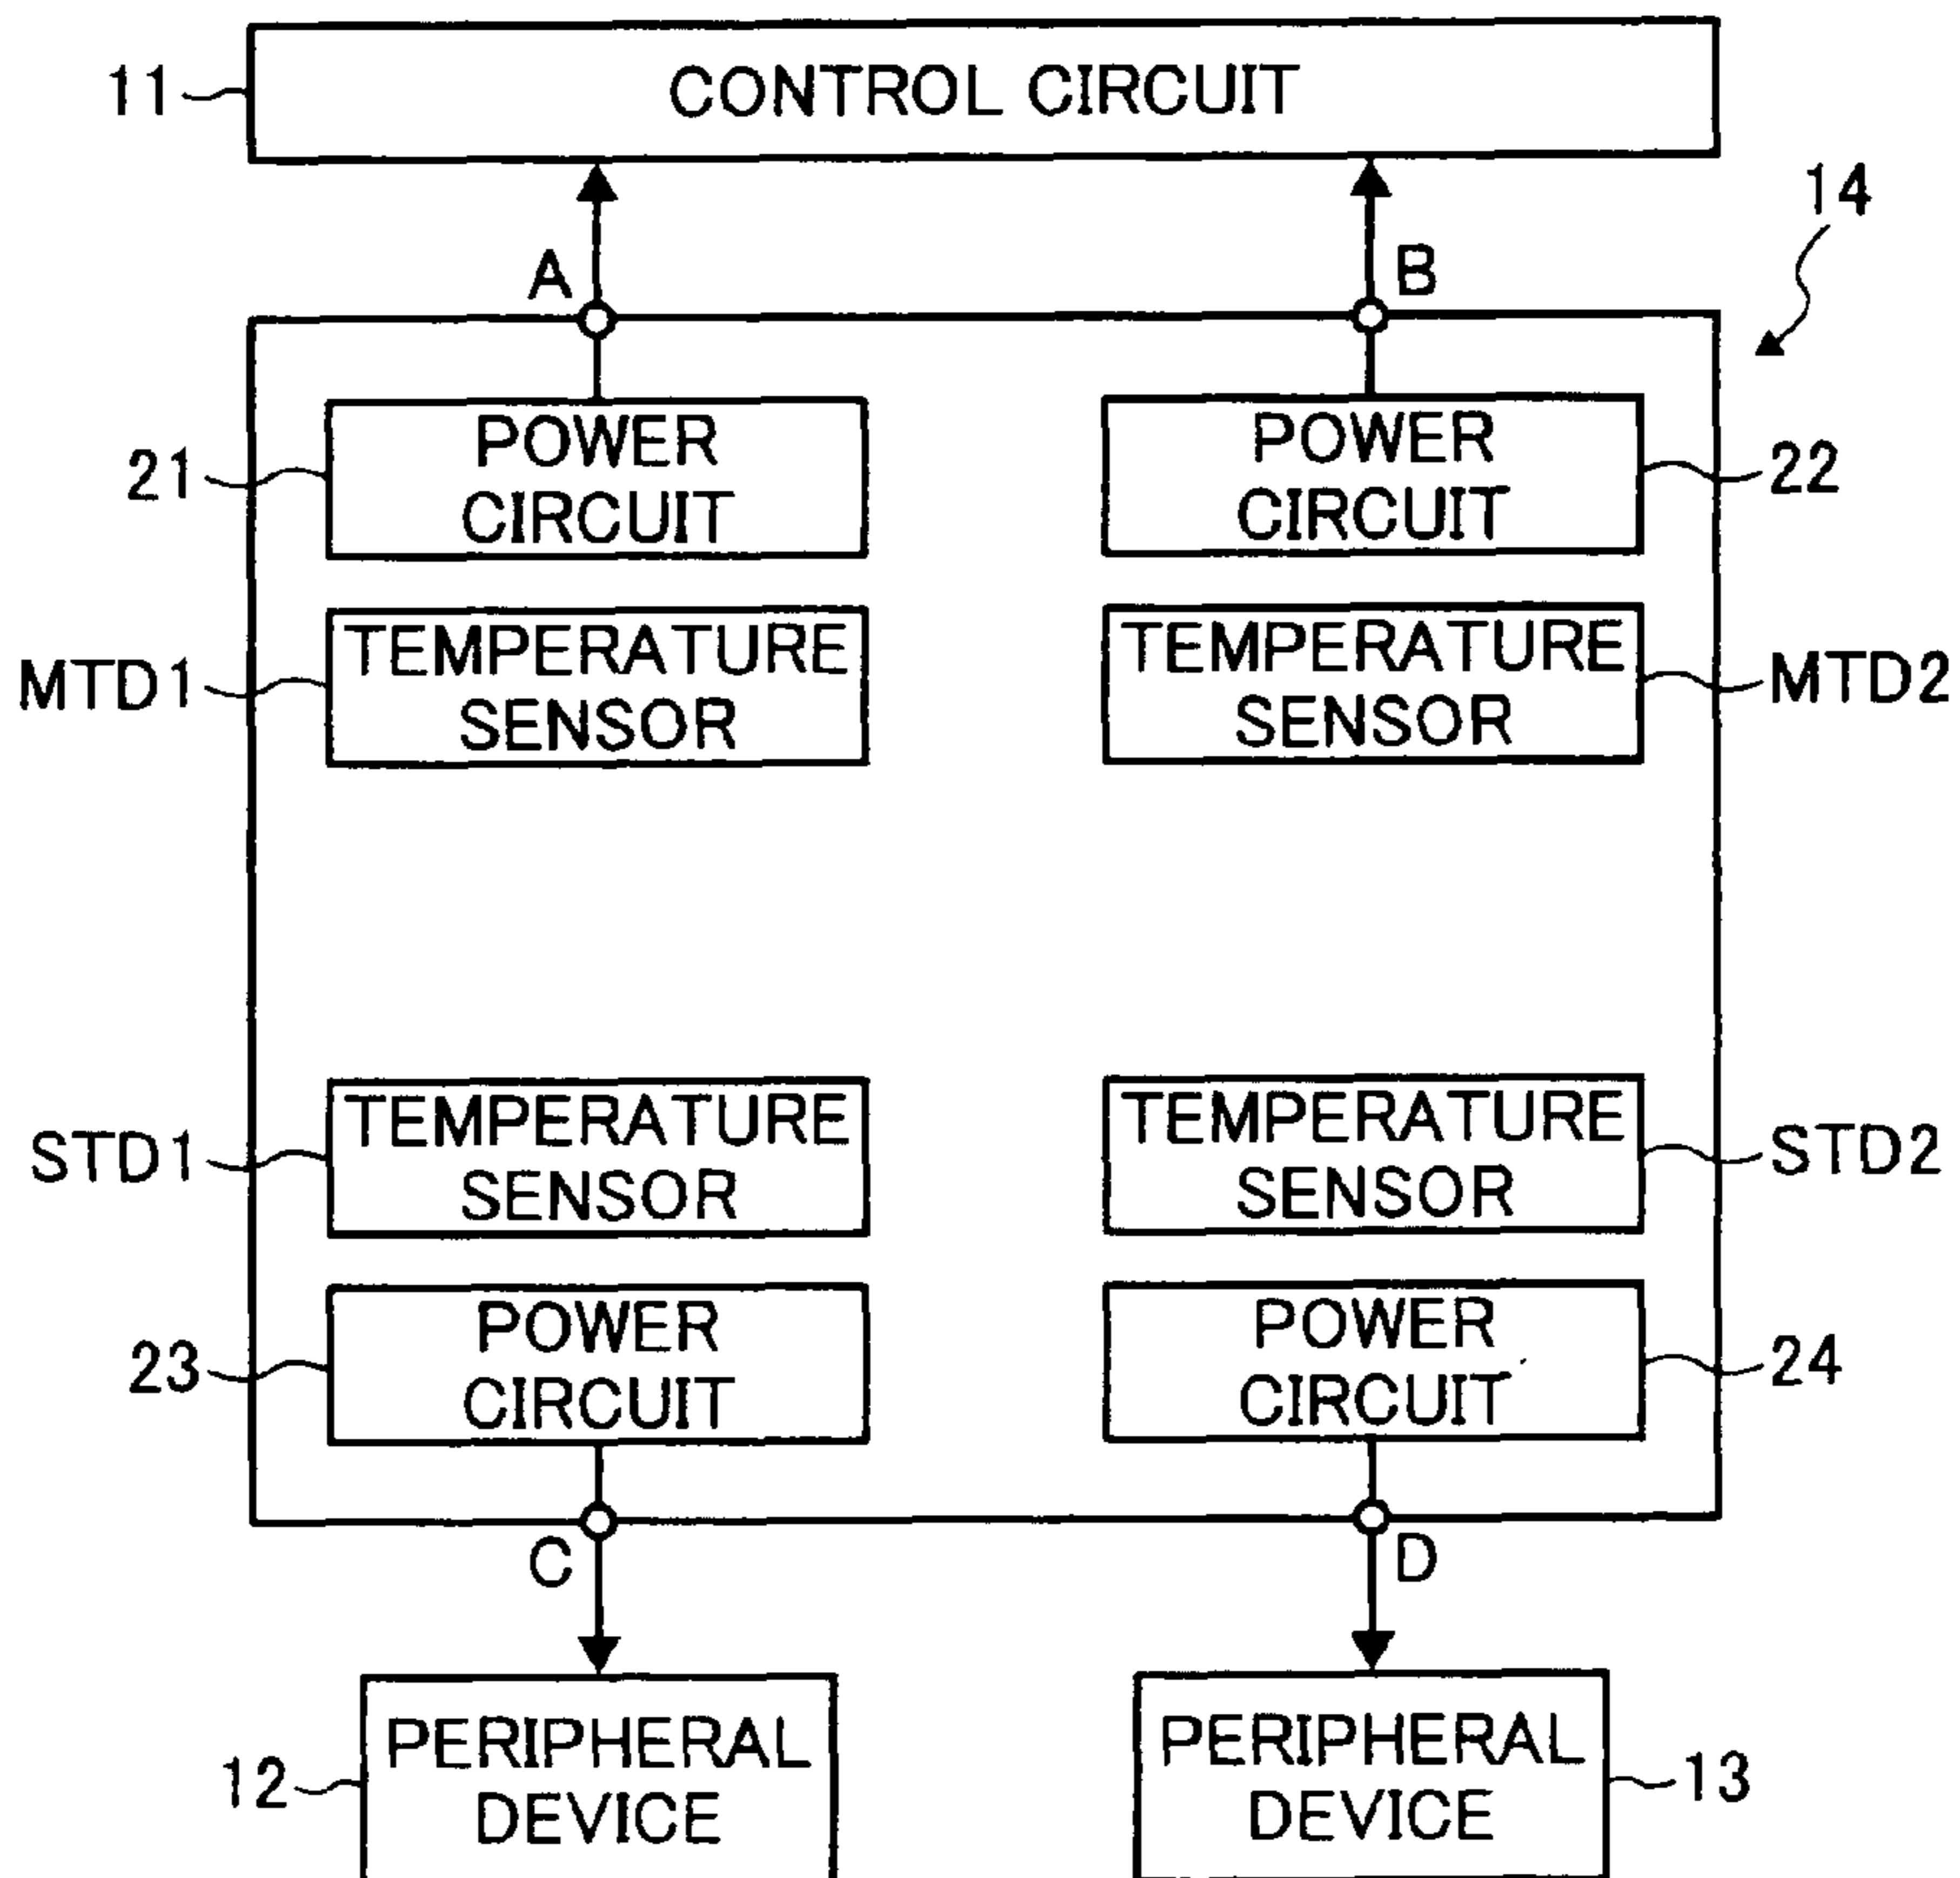 11
CONTROL CIRCUIT
14
A
B
21
POWER
CIRCUIT
POWER
CIRCUIT
22
MTD1
TEMPERATURE
SENSOR
TEMPERATURE
SENSOR
MTD2
STD1
TEMPERATURE
SENSOR
TEMPERATURE
SENSOR
STD2
23
POWER
CIRCUIT
POWER
CIRCUIT
24
C
D
12
PERIPHERAL
DEVICE
PERIPHERAL
DEVICE
13